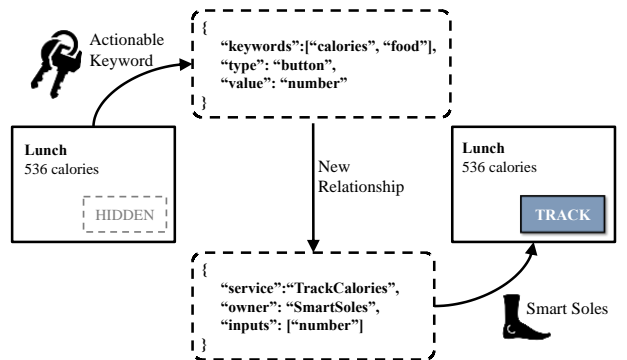 Actionable
Keyword
{
“keywords”:[“calories”, “food”],
“type”: “button”,
“value”: “number”
}
Lunch
536 calories
HIDDEN
New
Relationship
Lunch
536 calories
TRACK
{
“service”:“TrackCalories”,
“owner”: “SmartSoles”,
“inputs”: [“number”]
}
Smart Soles